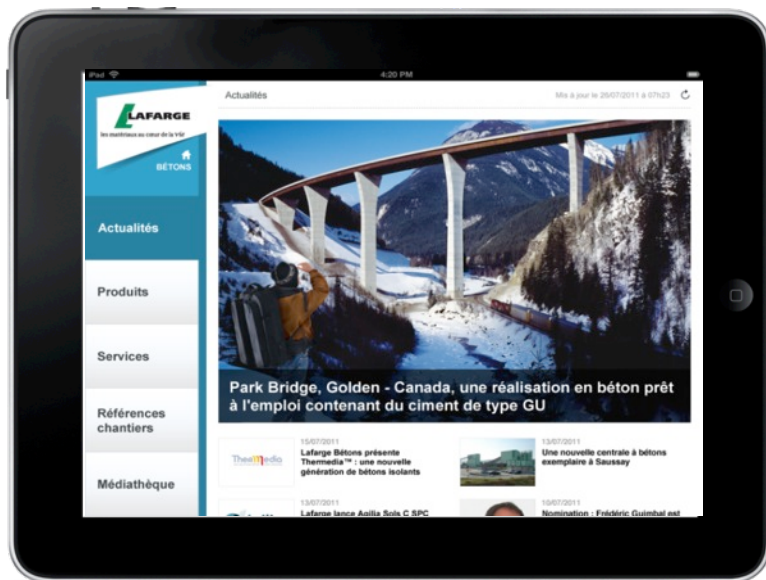 iPad
4:20 PM
LAFARGE
les matériaux au cœur de la vie
BÉTONS
Actualités
Produits
Services
Références
chantiers
Médiathèque
Actualités
Mis à jour le 26/07/2011 à 07h23
Park Bridge, Golden - Canada, une réalisation en béton prêt
à l'emploi contenant du ciment de type GU
Thermedia
15/07/2011
Lafarge Bétons présente
Thermedia™ : une nouvelle
génération de bétons isolants
13/07/2011
Une nouvelle centrale à bétons
exemplaire à Saussay
13/07/2011
Lafarge lance Agilia Sols C SPC
10/07/2011
Nomination : Frédéric Guimbal est